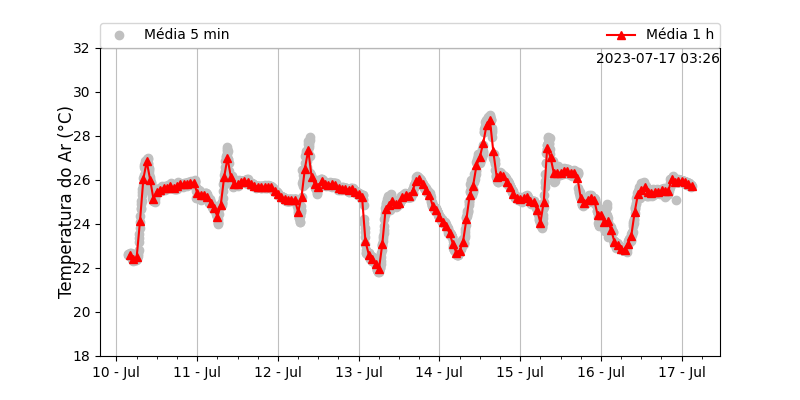 Média 5 min
Média 1 h
2023-07-17 03:26
Temperatura do Ar (°C)
32
30
28
26
24
22
20
18
10 - Jul
11 - Jul
12 - Jul
13 - Jul
14 - Jul
15 - Jul
16 - Jul
17 - Jul